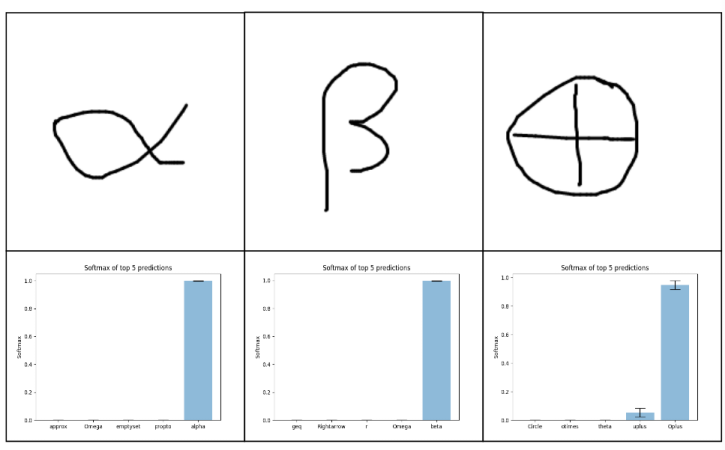 α
β
⊕
Softmax of top 5 predictions
Softmax
1.0
0.8
0.6
0.4
0.2
0.0
approx Omega emptyset propto alpha
Softmax of top 5 predictions
Softmax
1.0
0.8
0.6
0.4
0.2
0.0
geq Rightarrow r Omega beta
Softmax of top 5 predictions
Softmax
1.0
0.8
0.6
0.4
0.2
0.0
Circle otimes theta uplus Oplus